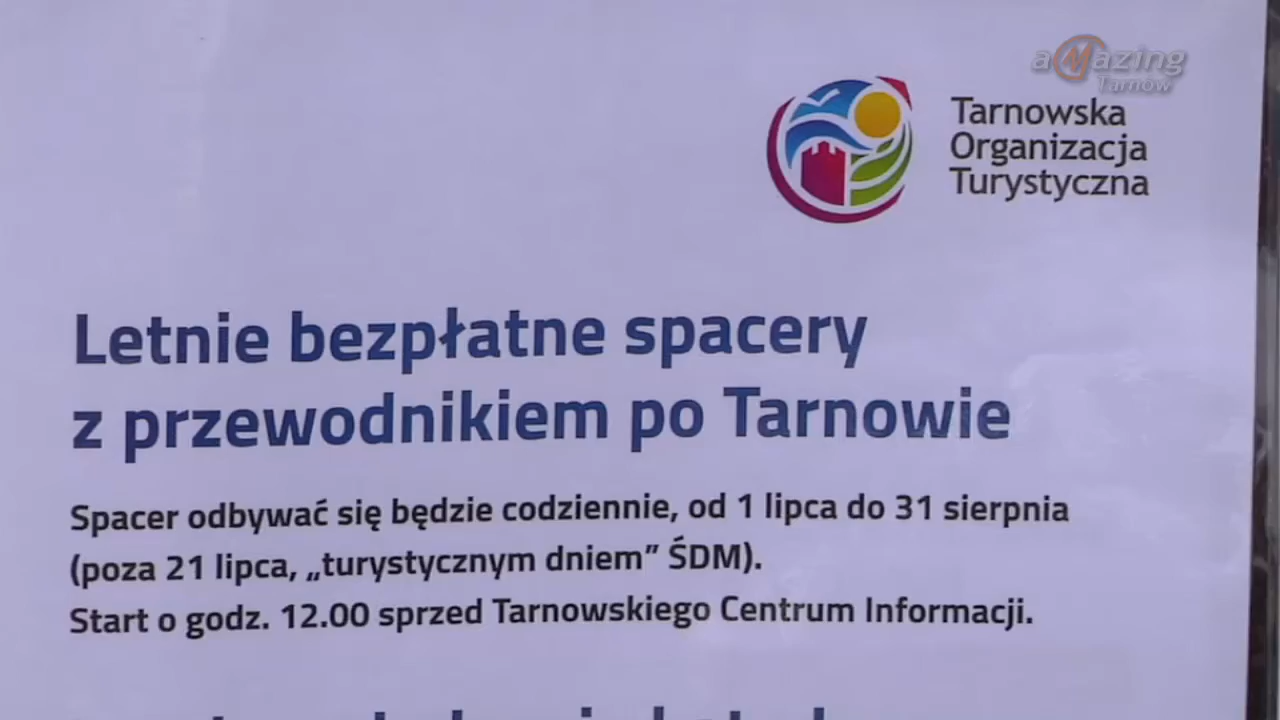 aMazing
Tarnów
Tarnowska
Organizacja
Turystyczna
Letnie bezpłatne spacery
z przewodnikiem po Tarnowie
Spacer odbywać się będzie codziennie, od 1 lipca do 31 sierpnia
(poza 21 lipca, „turystycznym dniem” ŚDM).
Start o godz. 12.00 sprzed Tarnowskiego Centrum Informacji.